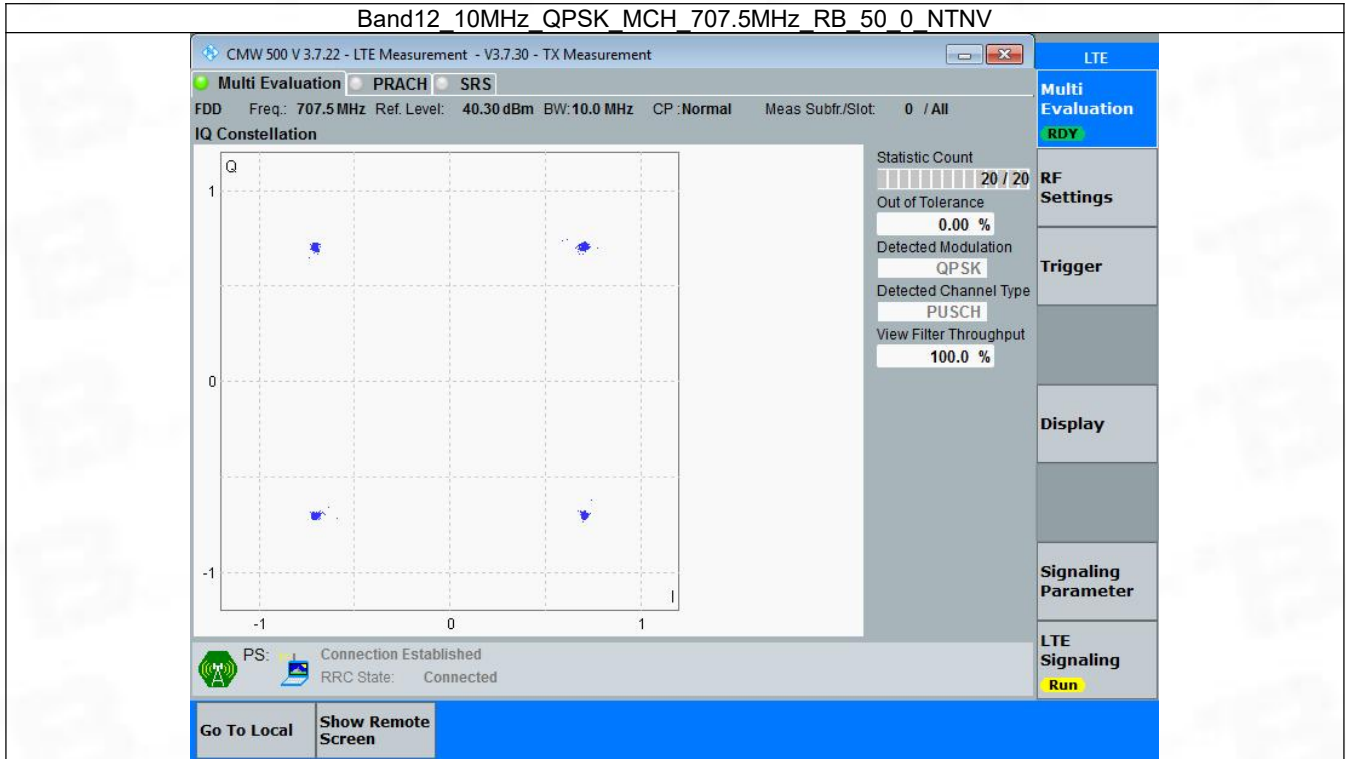 Band12_10MHz_QPSK_MCH_707.5MHz_RB_50_0_NTNV
CMW 500 V 3.7.22 - LTE Measurement - V3.7.30 - TX Measurement
LTE
Multi Evaluation PRACH SRS
FDD Freq.: 707.5 MHz Ref. Level: 40.30 dBm BW: 10.0 MHz CP : Normal Meas Subfr./Slot: 0 / All
IQ Constellation
Q
1
0
-1
-1 0 1
I
Statistic Count
20 / 20
Out of Tolerance
0.00 %
Detected Modulation
QPSK
Detected Channel Type
PUSCH
View Filter Throughput
100.0 %
Multi
Evaluation
RDY
RF
Settings
Trigger
Display
Signaling
Parameter
LTE
Signaling
Run
PS: Connection Established
RRC State: Connected
Go To Local
Show Remote
Screen